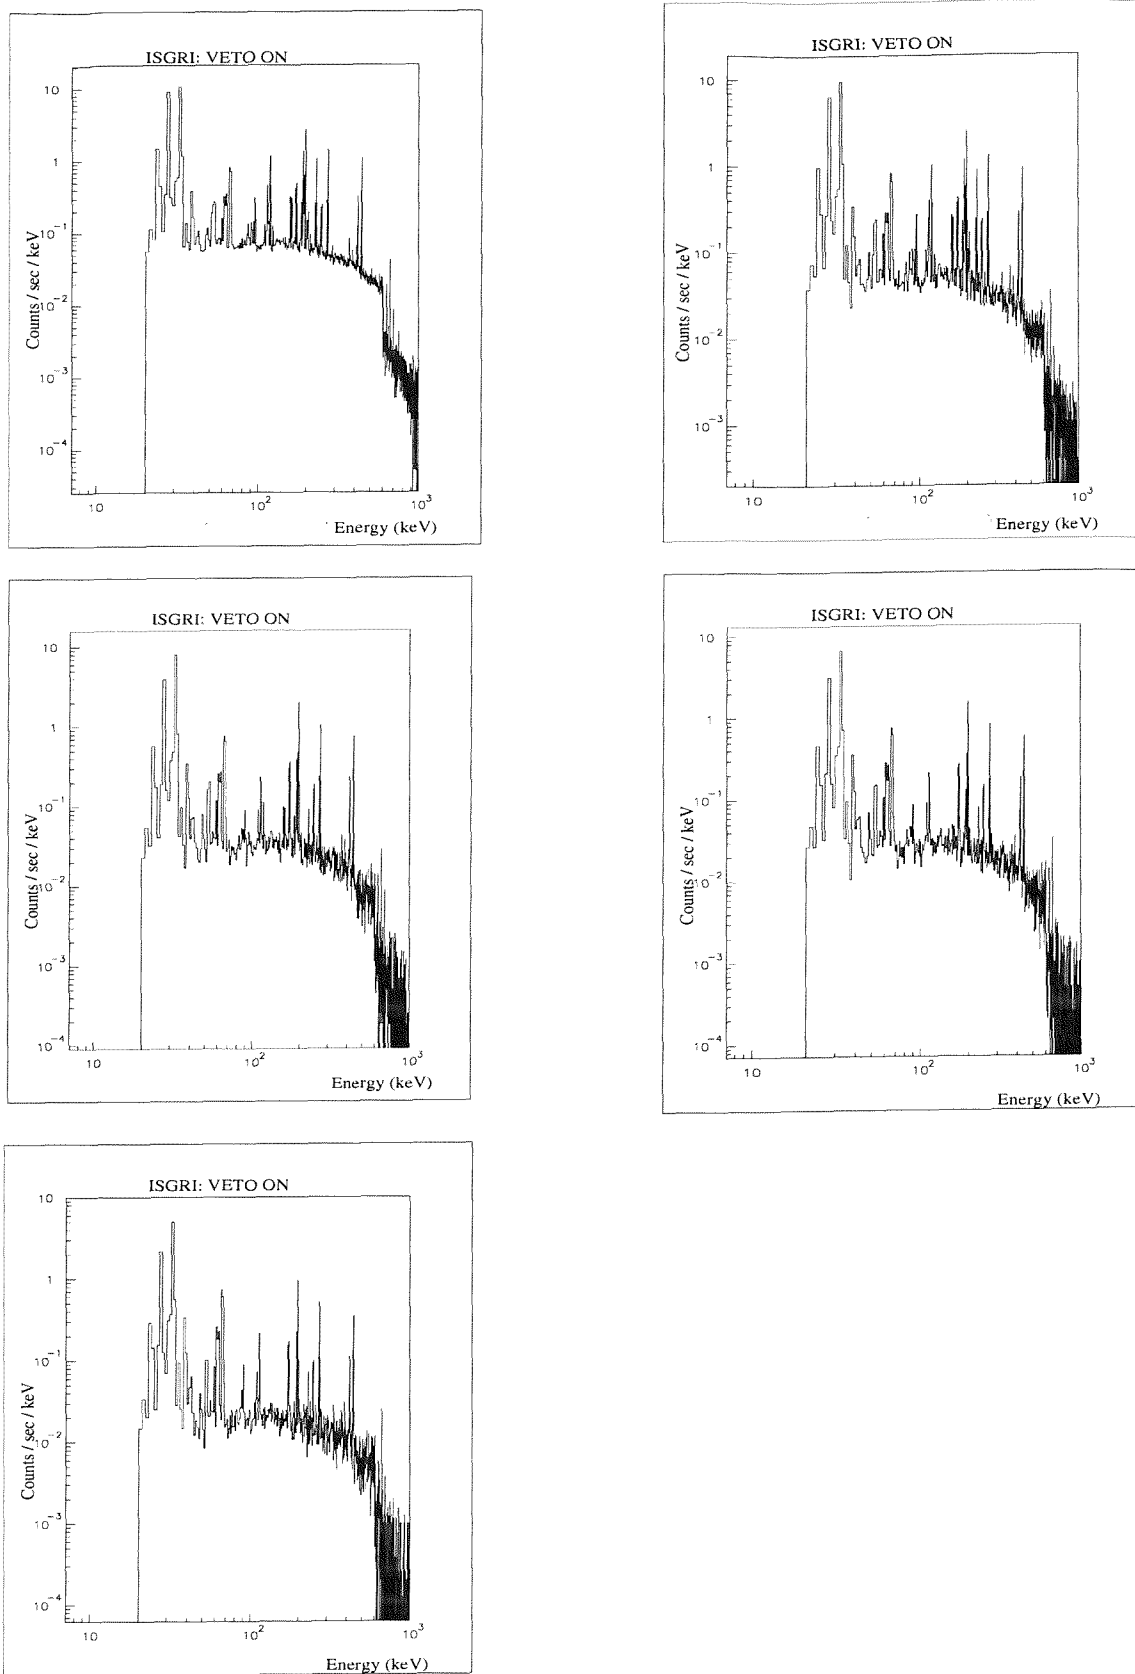 ISGRI: VETO ON
10
1
10⁻¹
10⁻²
10⁻³
10⁻⁴
Counts / sec / keV
10
10²
10³
Energy (keV)
ISGRI: VETO ON
10
1
10⁻¹
10⁻²
10⁻³
Counts / sec / keV
10
10²
10³
Energy (keV)
ISGRI: VETO ON
10
1
10⁻¹
10⁻²
10⁻³
10⁻⁴
Counts / sec / keV
10
10²
10³
Energy (keV)
ISGRI: VETO ON
10
1
10⁻¹
10⁻²
10⁻³
10⁻⁴
Counts / sec / keV
10
10²
10³
Energy (keV)
ISGRI: VETO ON
10
1
10⁻¹
10⁻²
10⁻³
10⁻⁴
Counts / sec / keV
10
10²
10³
Energy (keV)